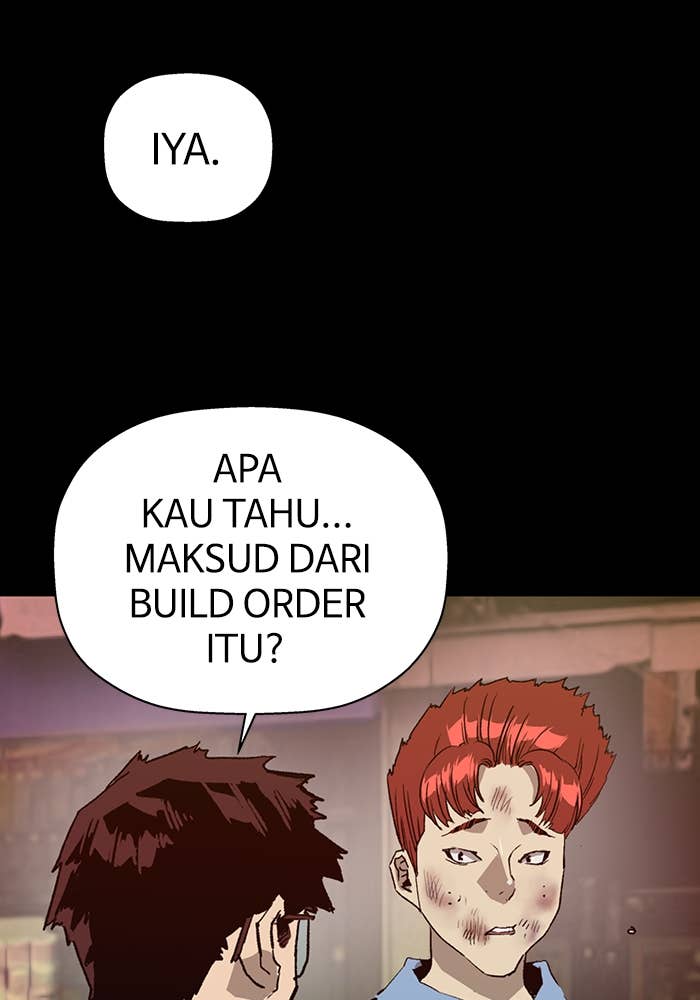 IYA.
APA
KAU TAHU...
MAKSUD DARI
BUILD ORDER
ITU?